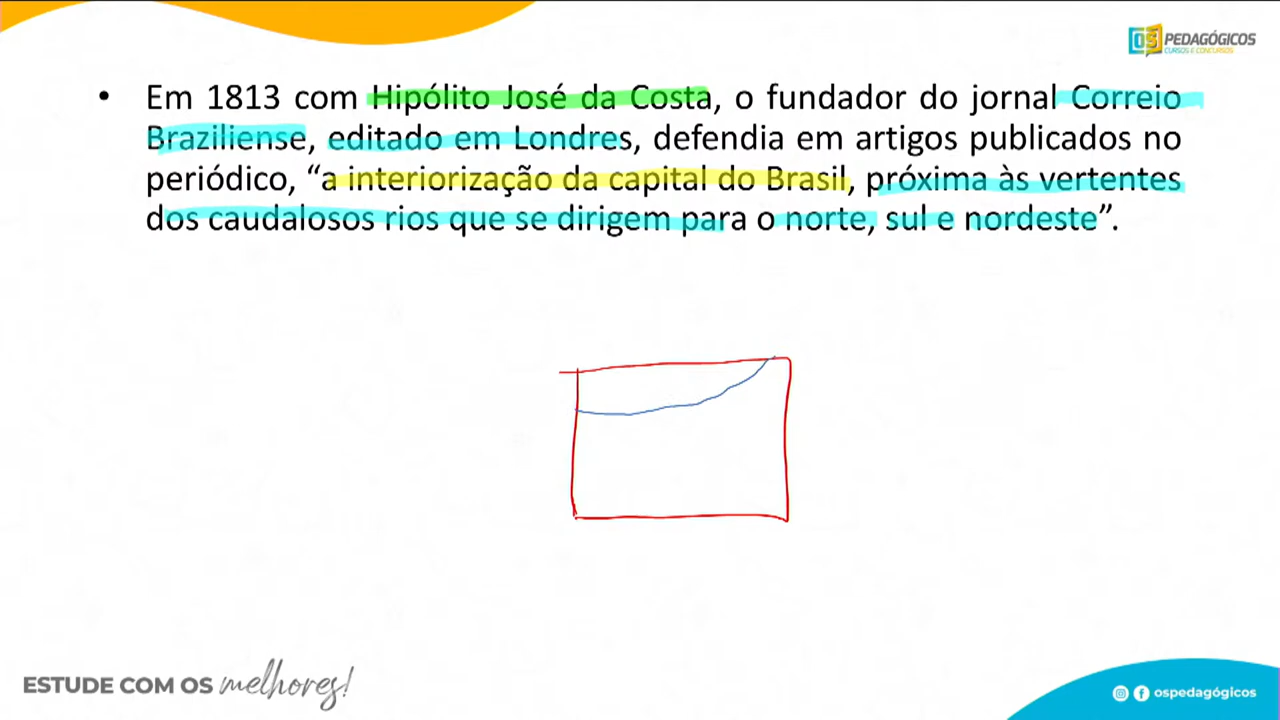 OS PEDAGÓGICOS
CURSOS E CONCURSOS
• Em 1813 com Hipólito José da Costa, o fundador do jornal Correio
Braziliense, editado em Londres, defendia em artigos publicados no
periódico, “a interiorização da capital do Brasil, próxima às vertentes
dos caudalosos rios que se dirigem para o norte, sul e nordeste”.
ESTUDE COM OS melhores!
ospedagógicos